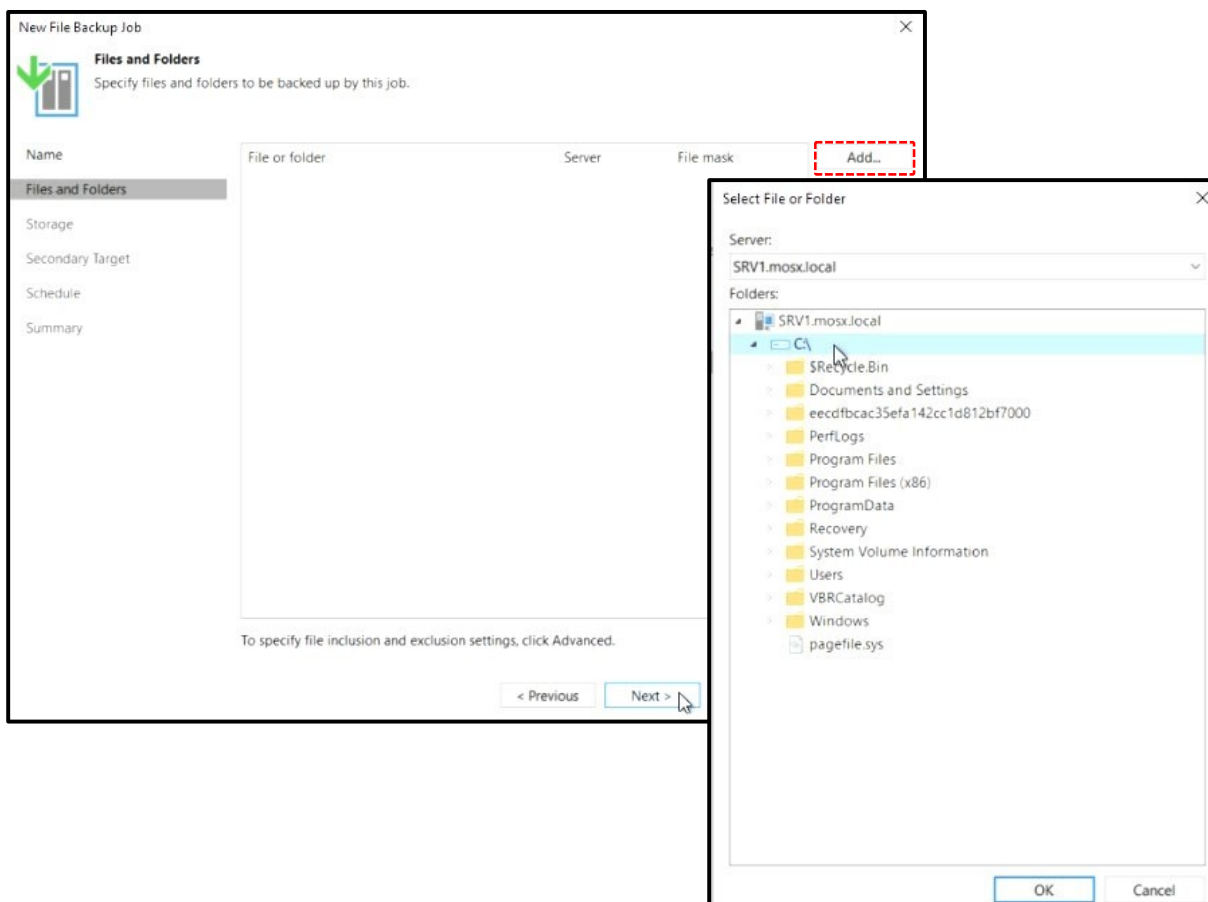 New File Backup Job
Files and Folders
Specify files and folders to be backed up by this job.
Name
Files and Folders
Storage
Secondary Target
Schedule
Summary
File or folder Server File mask
Add...
To specify file inclusion and exclusion settings, click Advanced.
< Previous
Next >
Select File or Folder
Server:
SRV1.mosx.local
Folders:
SRV1.mosx.local
C:\
$Recycle.Bin
Documents and Settings
eecdfbcac35efa142cc1d812bf7000
PerfLogs
Program Files
Program Files (x86)
ProgramData
Recovery
System Volume Information
Users
VBRCatalog
Windows
pagefile.sys
OK
Cancel